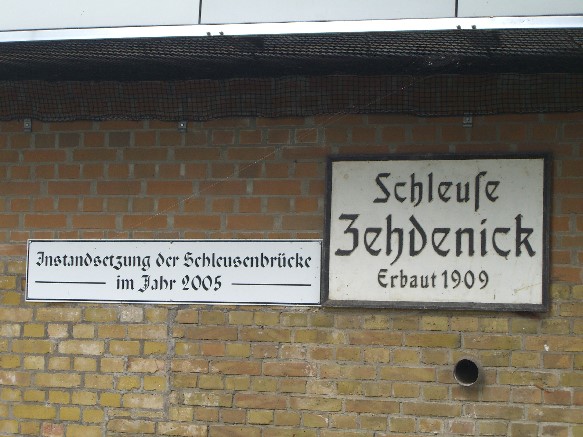 Instandsetzung der Schleusenbrücke
im Jahr 2005
Schleuſe
Zehdenick
Erbaut 1909